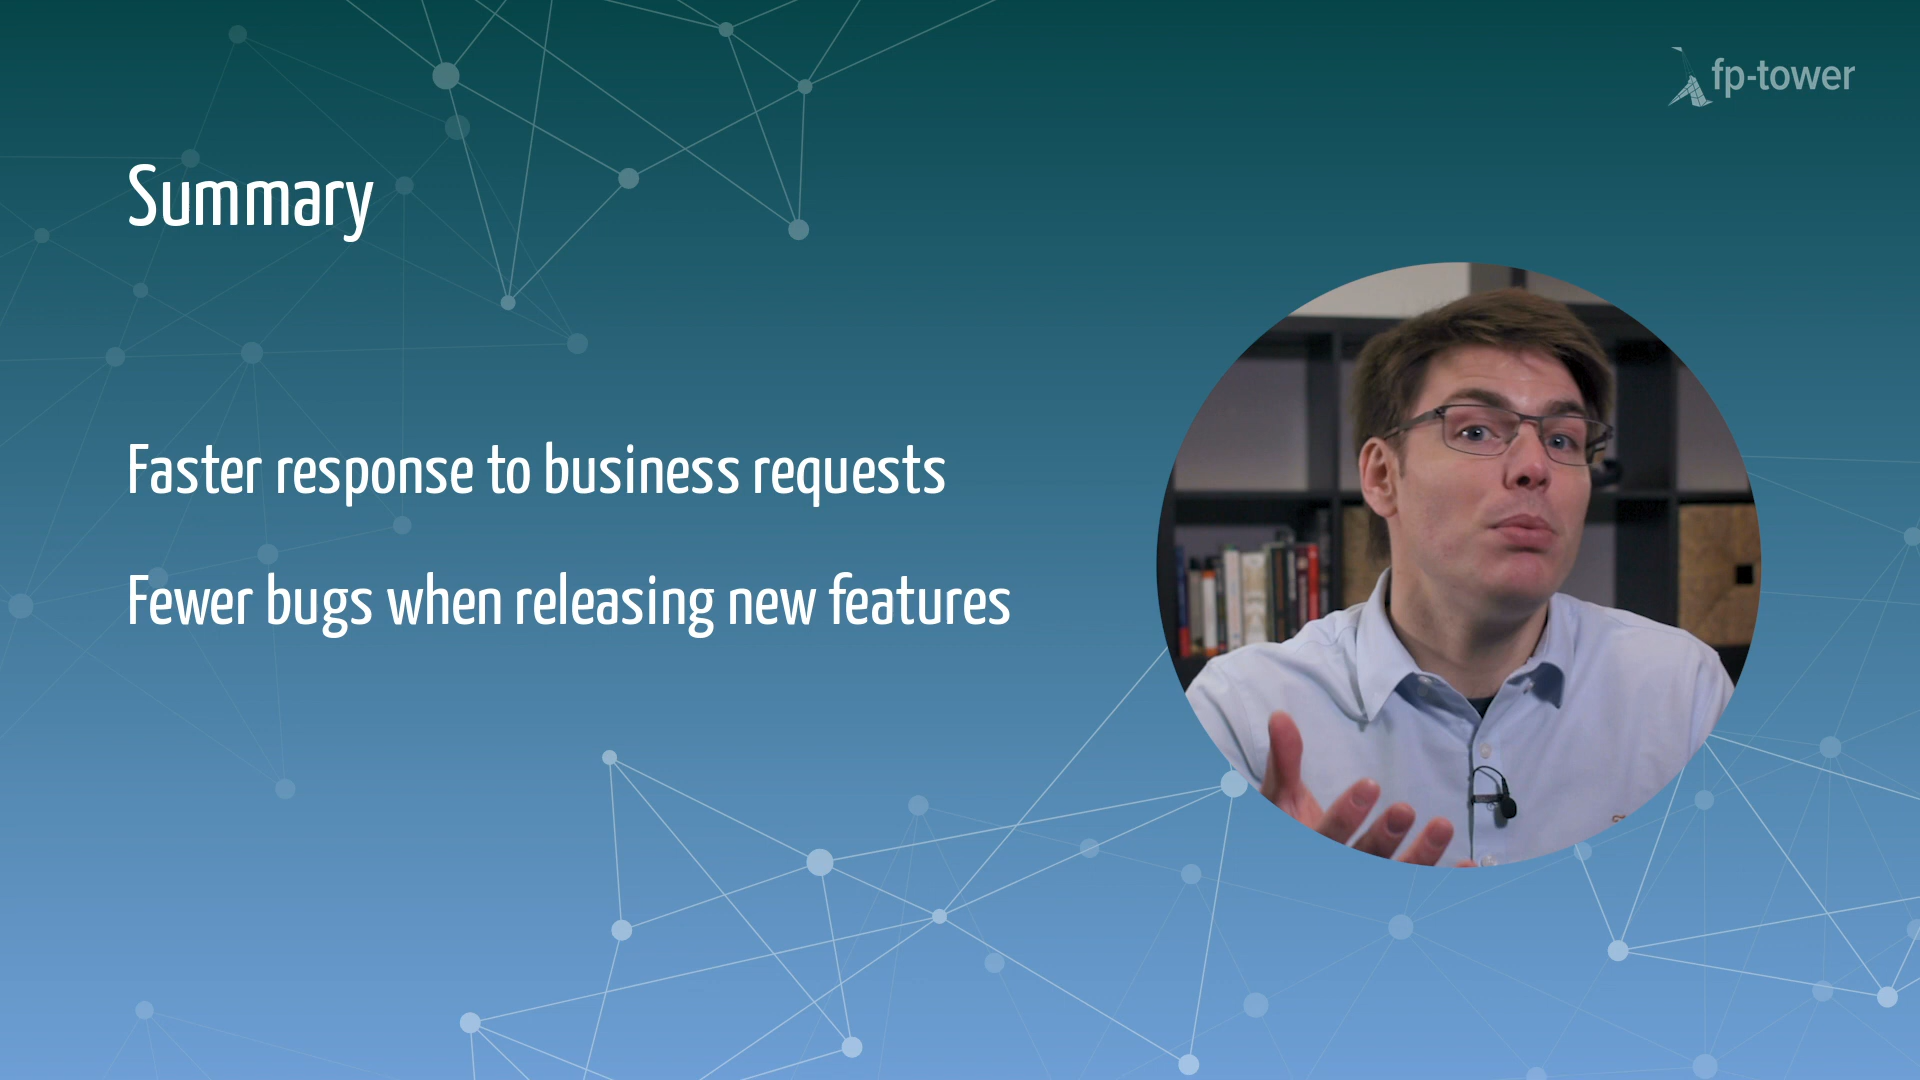 fp-tower
Summary
Faster response to business requests
Fewer bugs when releasing new features